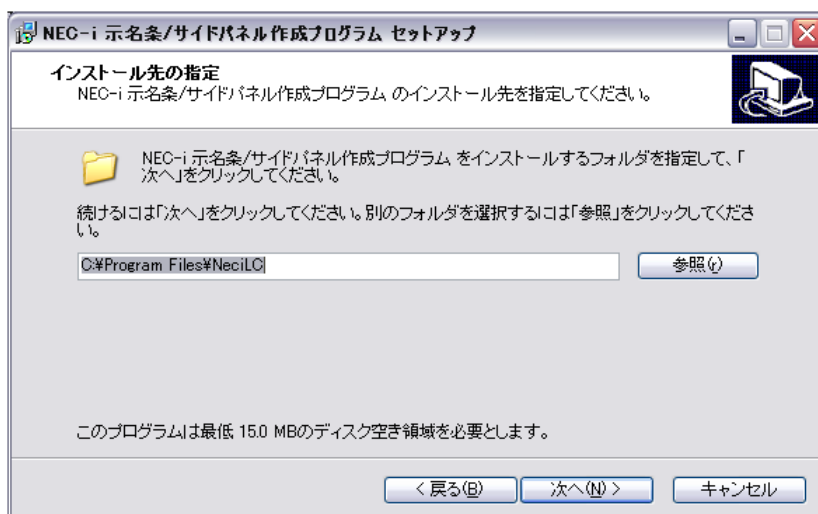 NEC-i 示名条/サイドパネル作成プログラム セットアップ
インストール先の指定
NEC-i 示名条/サイドパネル作成プログラム のインストール先を指定してください。
NEC-i 示名条/サイドパネル作成プログラム をインストールするフォルダを指定して、「
次へ」をクリックしてください。
続けるには「次へ」をクリックしてください。別のフォルダを選択するには「参照」をクリックしてくださ
い。
C:¥Program Files¥NeciLC
参照(r)
このプログラムは最低 15.0 MBのディスク空き領域を必要とします。
< 戻る(B)
次へ(N) >
キャンセル